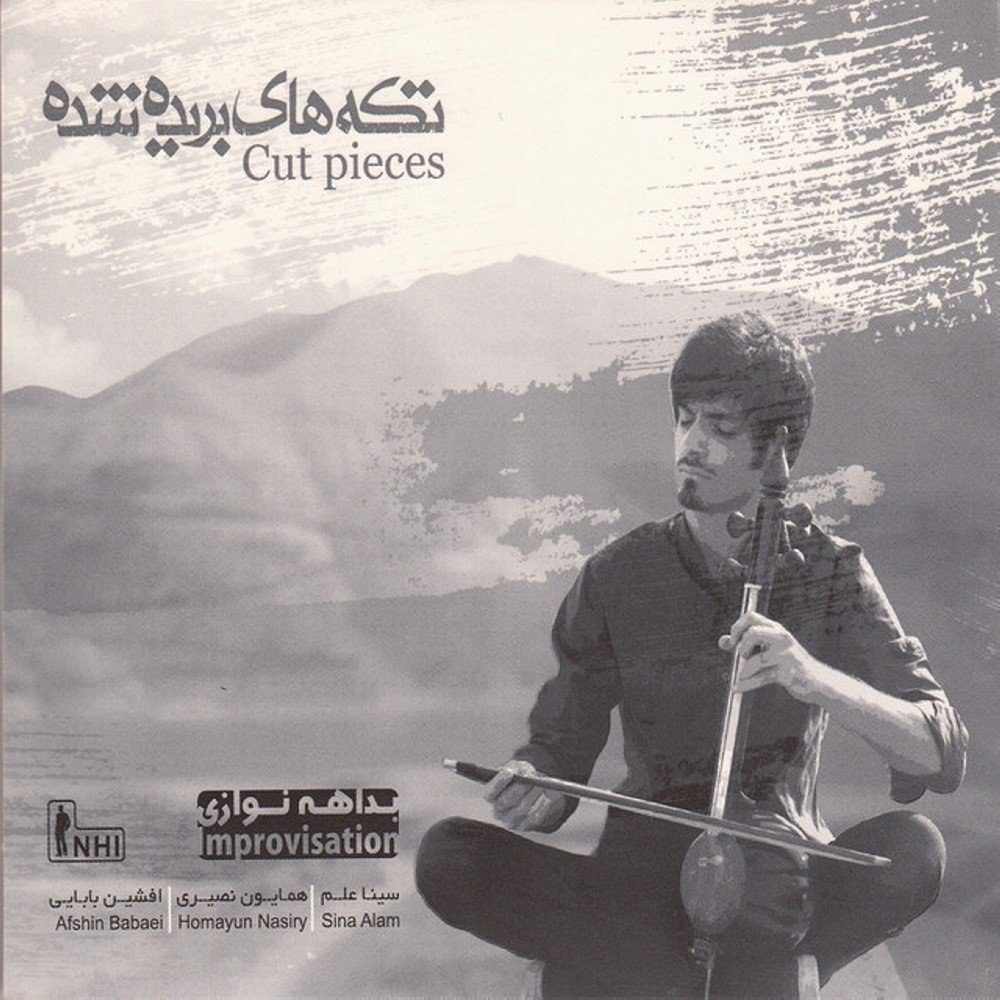 تکه های بریده شده
Cut pieces
بداهه نوازی
Improvisation
NHI
سینا علم | همایون نصیری | افشین بابایی
Afshin Babaei | Homayun Nasiry | Sina Alam